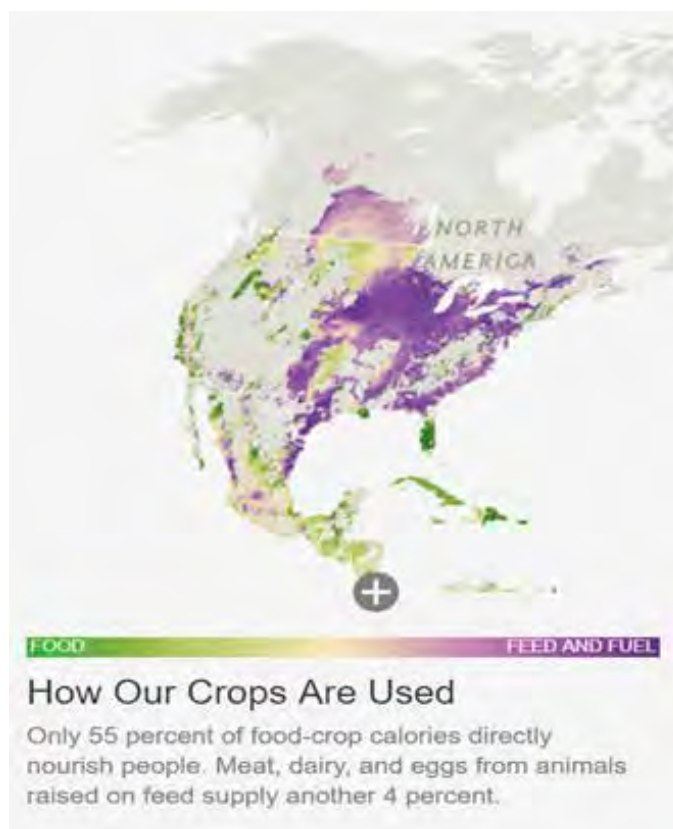 NORTH
AMERICA
FOOD
FEED AND FUEL
How Our Crops Are Used
Only 55 percent of food-crop calories directly
nourish people. Meat, dairy, and eggs from animals
raised on feed supply another 4 percent.